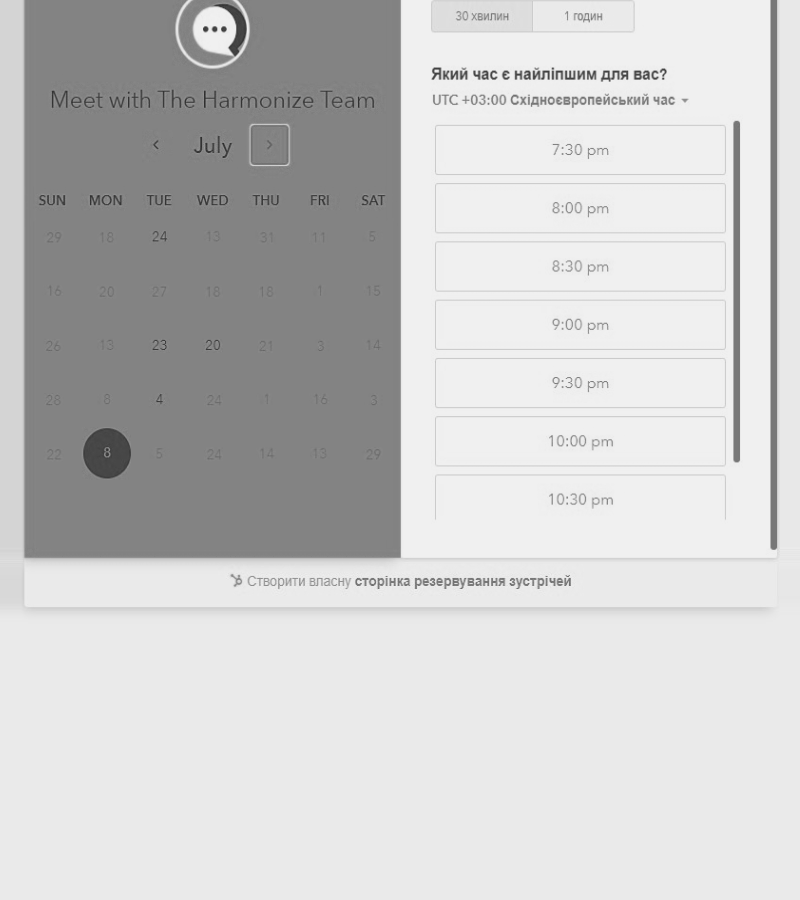 30 хвилин 1 годин
Який час є найліпшим для вас?
UTC +03:00 Східноєвропейський час
Meet with The Harmonize Team
July
SUN MON TUE WED THU FRI SAT
29 18 24 13 31 11 5
16 20 27 18 18 1 15
26 13 23 20 21 3 14
28 8 4 24 1 16 3
22 8 5 24 14 13 29
7:30 pm
8:00 pm
8:30 pm
9:00 pm
9:30 pm
10:00 pm
10:30 pm
Створити власну сторінка резервування зустрічей